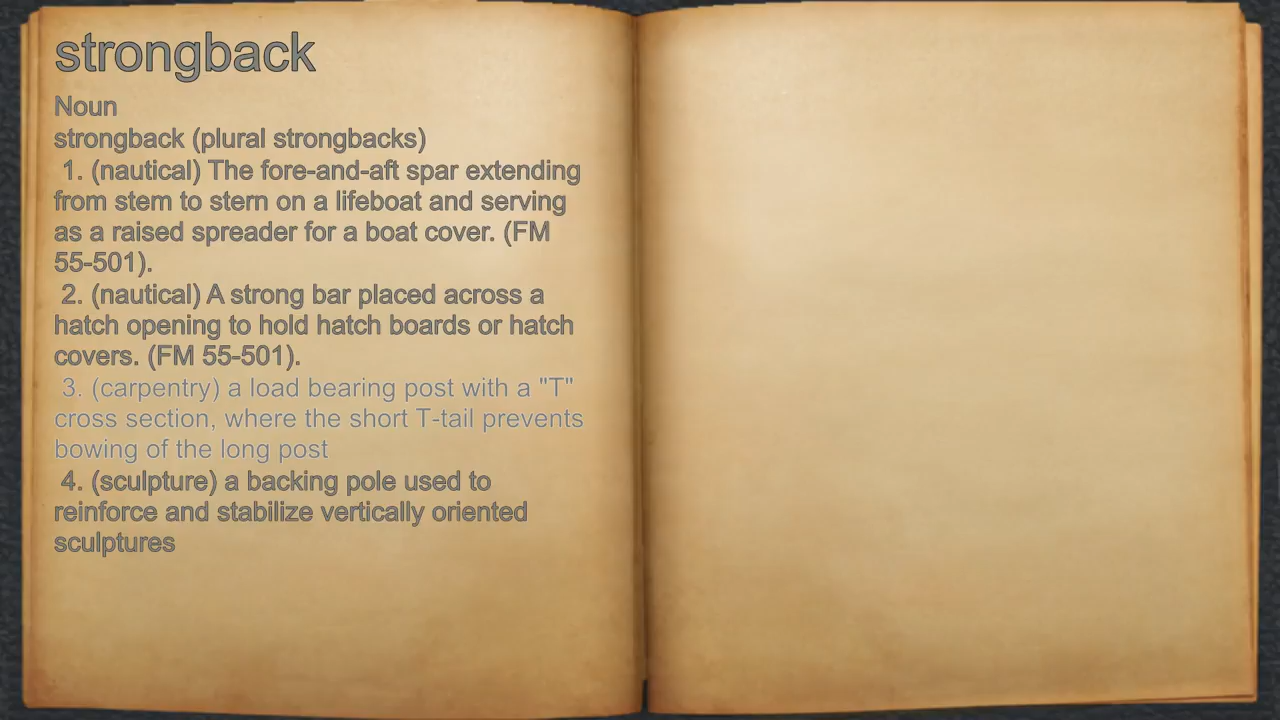 strongback
Noun
strongback (plural strongbacks)
1. (nautical) The fore-and-aft spar extending
from stem to stern on a lifeboat and serving
as a raised spreader for a boat cover. (FM
55-501).
2. (nautical) A strong bar placed across a
hatch opening to hold hatch boards or hatch
covers. (FM 55-501).
3. (carpentry) a load bearing post with a "T"
cross section, where the short T-tail prevents
bowing of the long post
4. (sculpture) a backing pole used to
reinforce and stabilize vertically oriented
sculptures